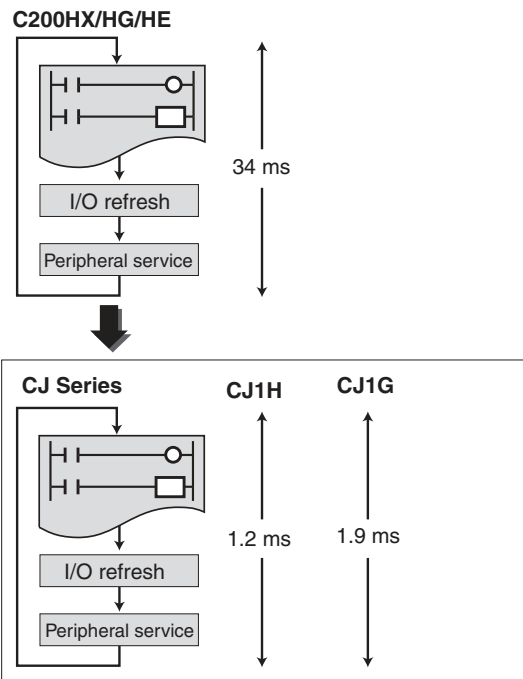 C200HX/HG/HE
34 ms
I/O refresh
Peripheral service
CJ Series
CJ1H
CJ1G
1.2 ms
1.9 ms
I/O refresh
Peripheral service